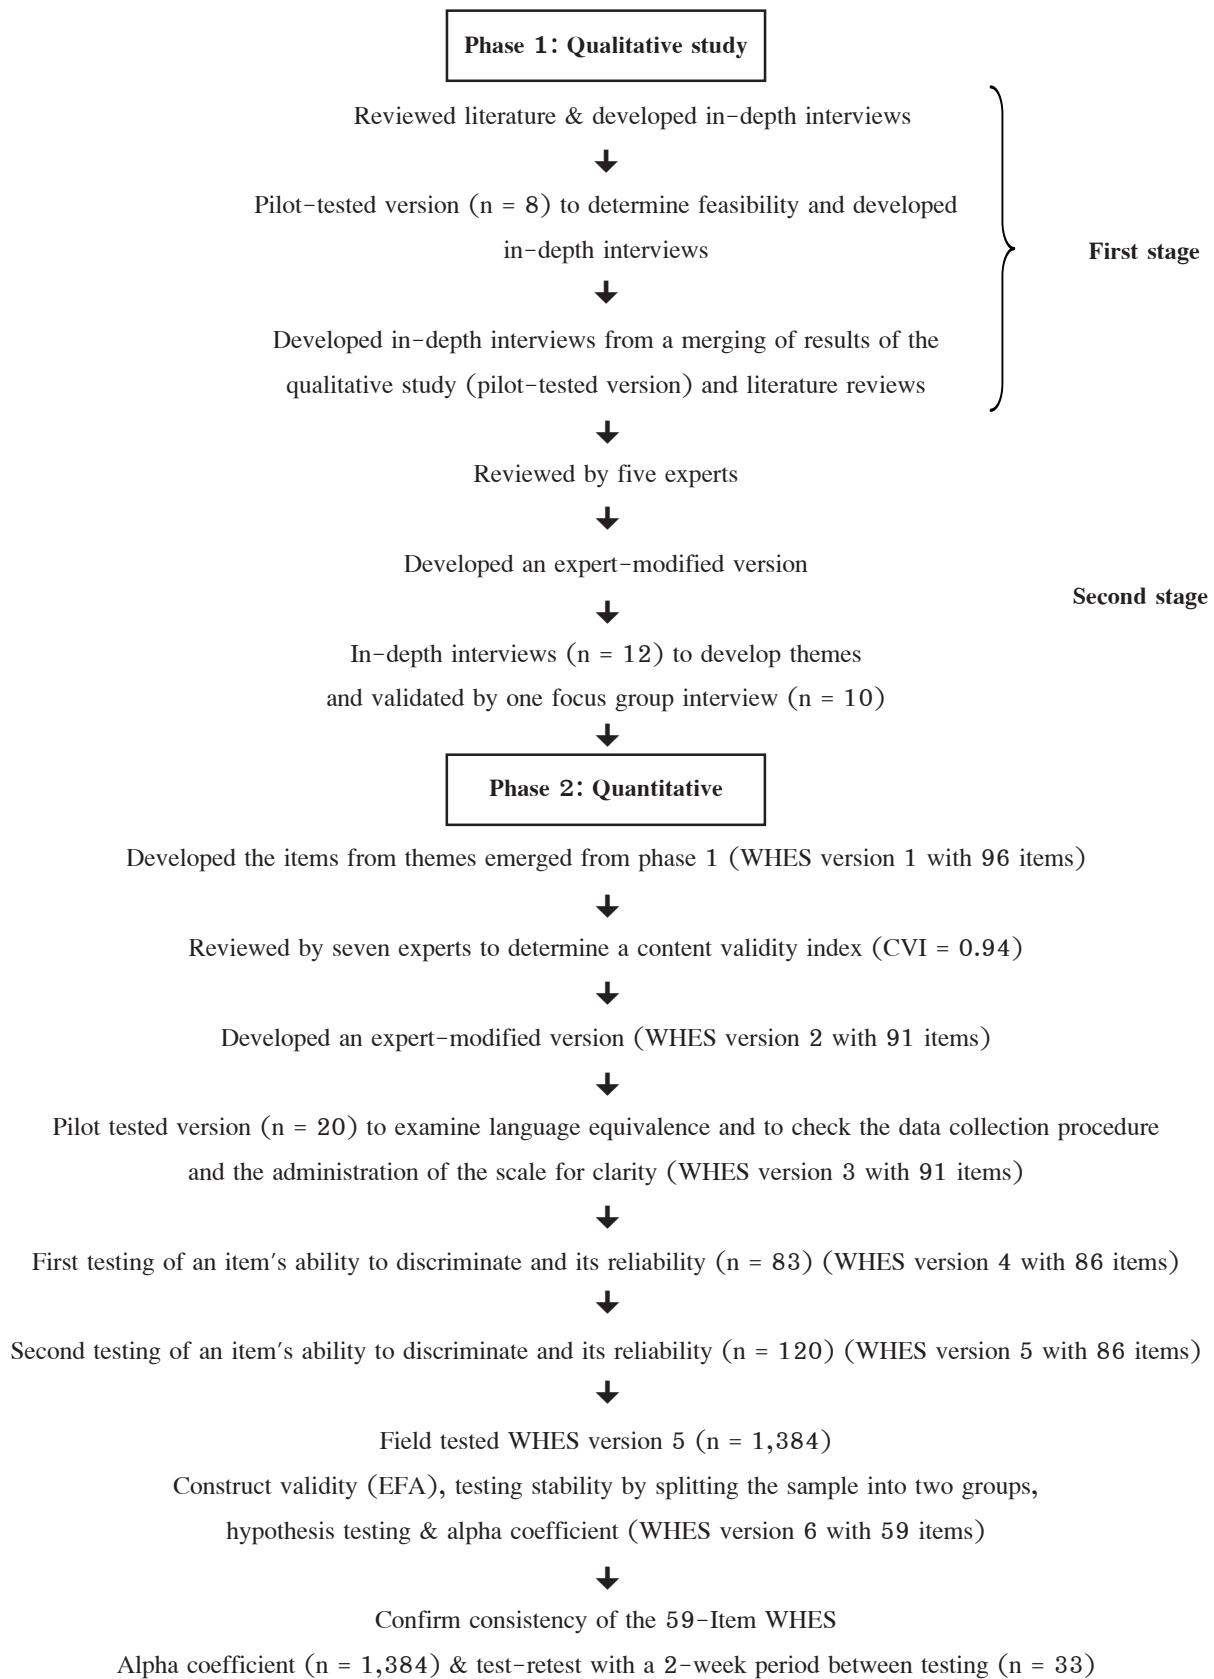 Phase 1: Qualitative study
Reviewed literature & developed in-depth interviews
Pilot-tested version (n = 8) to determine feasibility and developed
in-depth interviews
First stage
Developed in-depth interviews from a merging of results of the
qualitative study (pilot-tested version) and literature reviews
Reviewed by five experts
Developed an expert-modified version
Second stage
In-depth interviews (n = 12) to develop themes
and validated by one focus group interview (n = 10)
Phase 2: Quantitative
Developed the items from themes emerged from phase 1 (WHES version 1 with 96 items)
Reviewed by seven experts to determine a content validity index (CVI = 0.94)
Developed an expert-modified version (WHES version 2 with 91 items)
Pilot tested version (n = 20) to examine language equivalence and to check the data collection procedure
and the administration of the scale for clarity (WHES version 3 with 91 items)
First testing of an item's ability to discriminate and its reliability (n = 83) (WHES version 4 with 86 items)
Second testing of an item's ability to discriminate and its reliability (n = 120) (WHES version 5 with 86 items)
Field tested WHES version 5 (n = 1,384)
Construct validity (EFA), testing stability by splitting the sample into two groups,
hypothesis testing & alpha coefficient (WHES version 6 with 59 items)
Confirm consistency of the 59-Item WHES
Alpha coefficient (n = 1,384) & test-retest with a 2-week period between testing (n = 33)